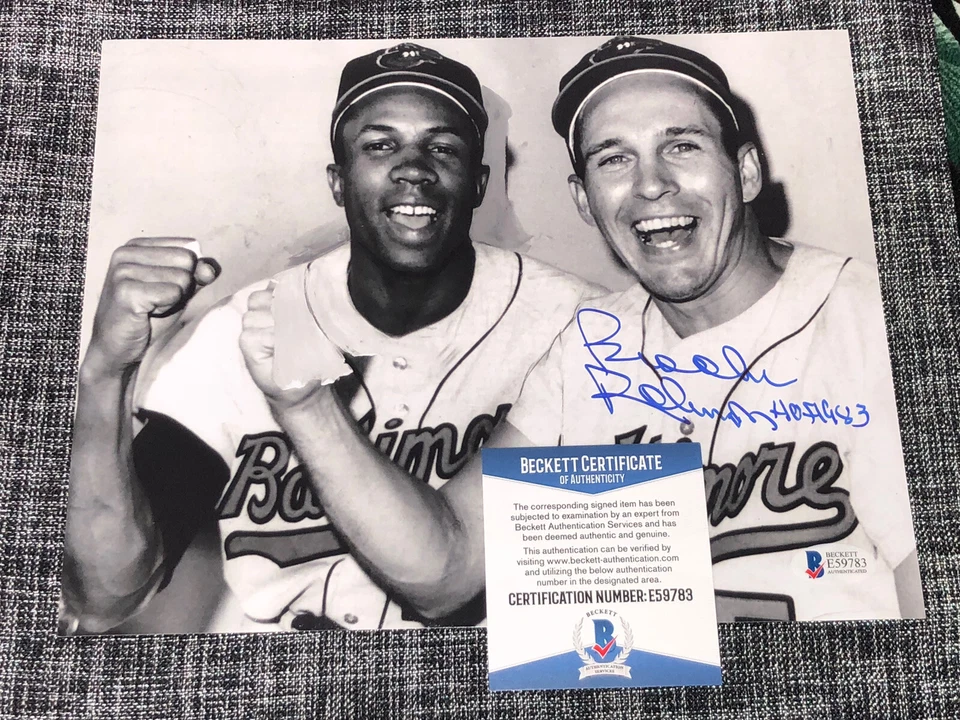 Brooks
Robinson HOF 83
Baltimore
more
BECKETT CERTIFICATE
OF AUTHENTICITY
The corresponding signed item has been
subjected to examination by an expert from
Beckett Authentication Services and has
been deemed authentic and genuine.
This authentication can be verified by
visiting www.beckett-authentication.com
and utilizing the below authentication
number in the designated area.
CERTIFICATION NUMBER: E59783
BECKETT
B
AUTHENTICATION
SERVICES
B
BECKETT
E59783
AUTHENTICATED